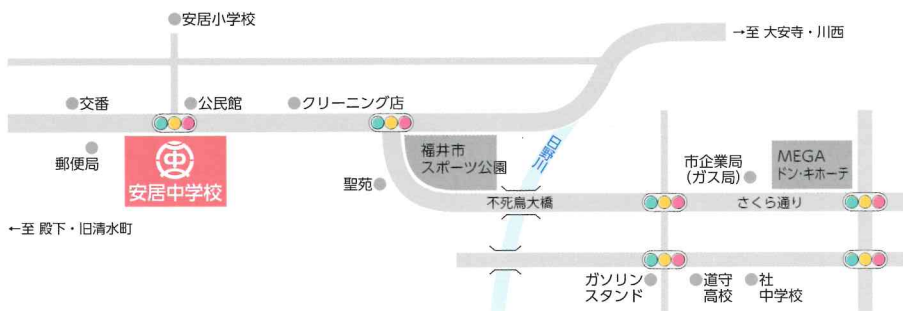 安居小学校
→至 大安寺・川西
交番
公民館
クリーニング店
郵便局
安居中学校
福井市
スポーツ公園
日野川
聖苑
市企業局
(ガス局)
MEGA
ドン・キホーテ
不死鳥大橋
さくら通り
←至 殿下・旧清水町
ガソリン
スタンド
道守
高校
社
中学校